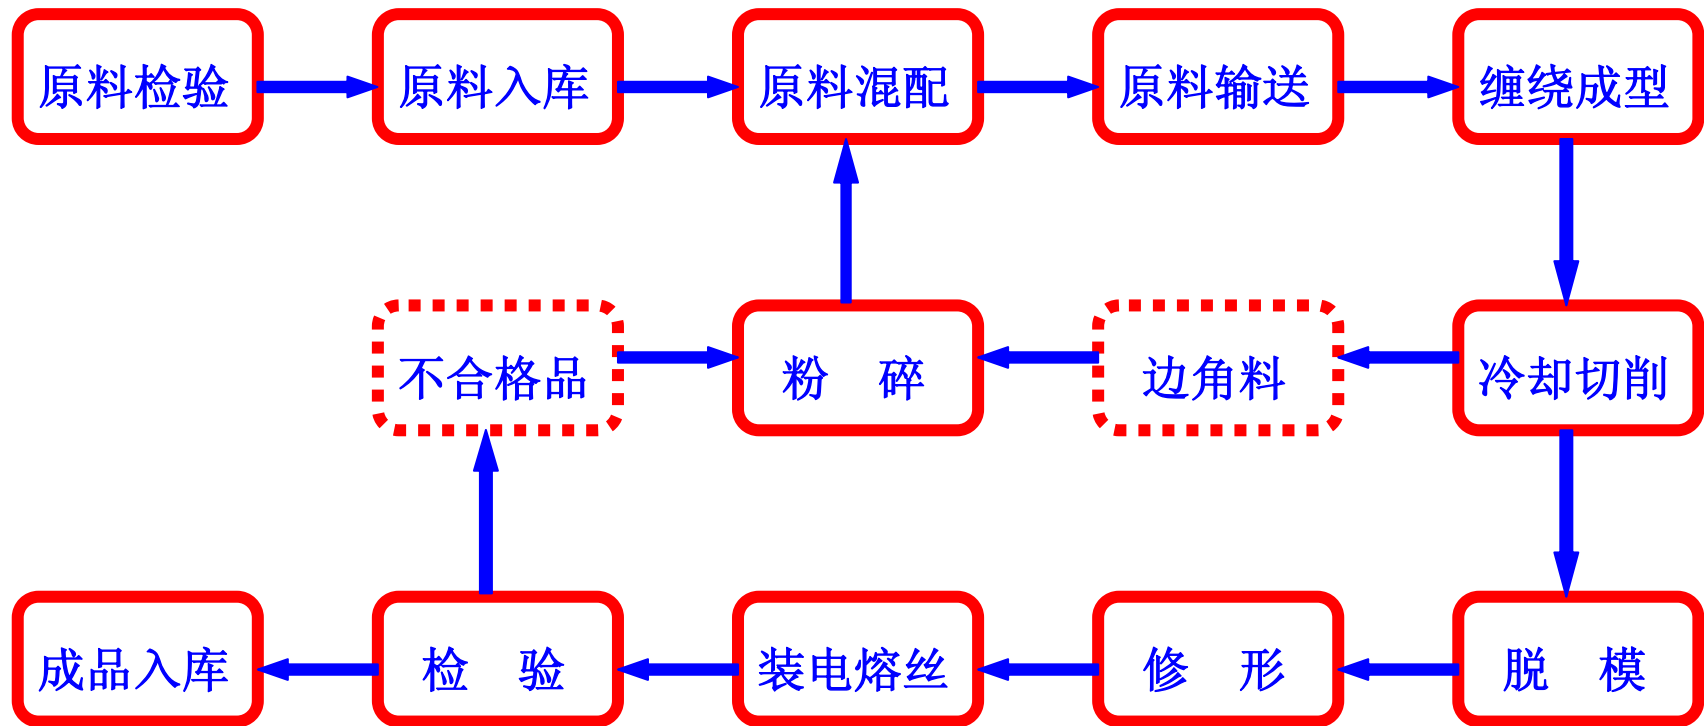 原料检验
原料入库
原料混配
原料输送
缠绕成型
不合格品
粉 碎
边角料
冷却切削
成品入库
检 验
装电熔丝
修 形
脱 模